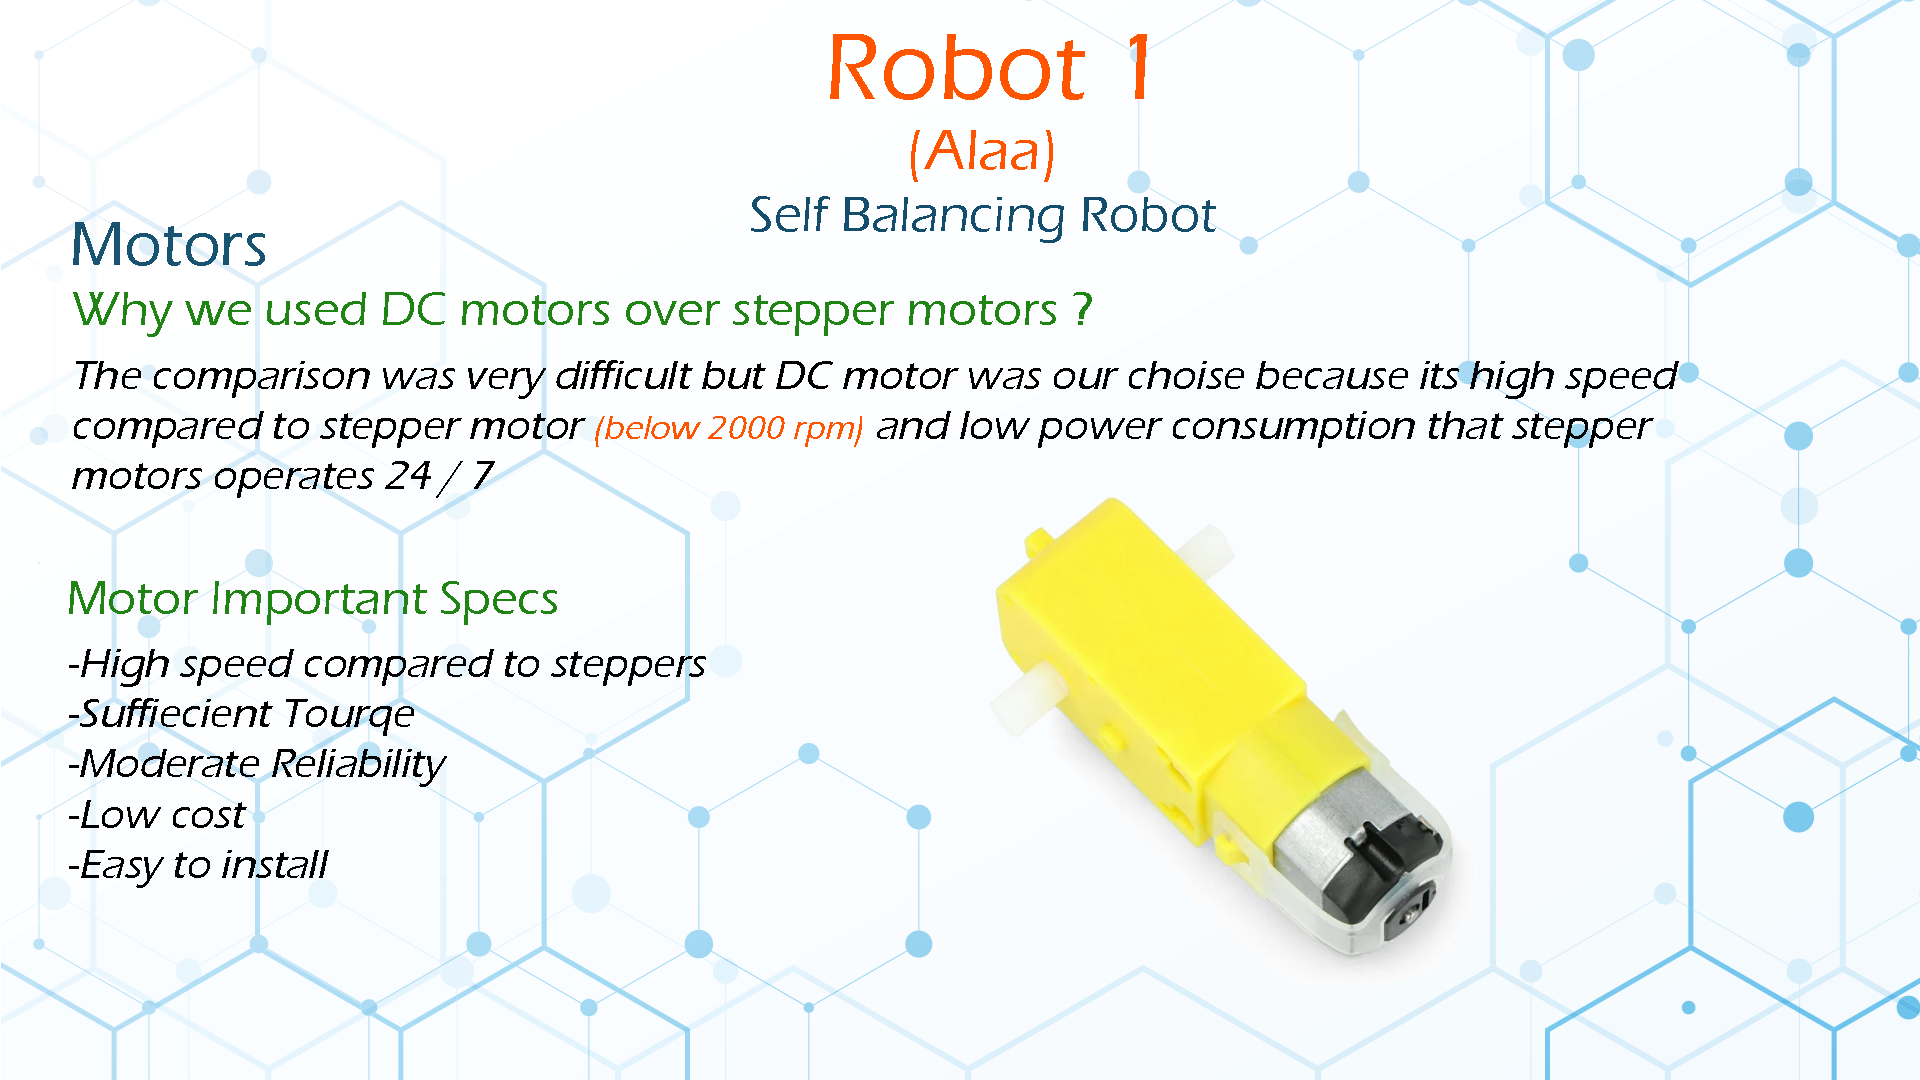 Robot 1
(Alaa)
Self Balancing Robot
Motors
Why we used DC motors over stepper motors ?
The comparison was very difficult but DC motor was our choise because its high speed
compared to stepper motor (below 2000 rpm) and low power consumption that stepper
motors operates 24 / 7
Motor Important Specs
-High speed compared to steppers
-Suffiecient Tourqe
-Moderate Reliability
-Low cost
-Easy to install